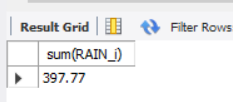 Result Grid Filter Rows
sum(RAIN_i)
397.77